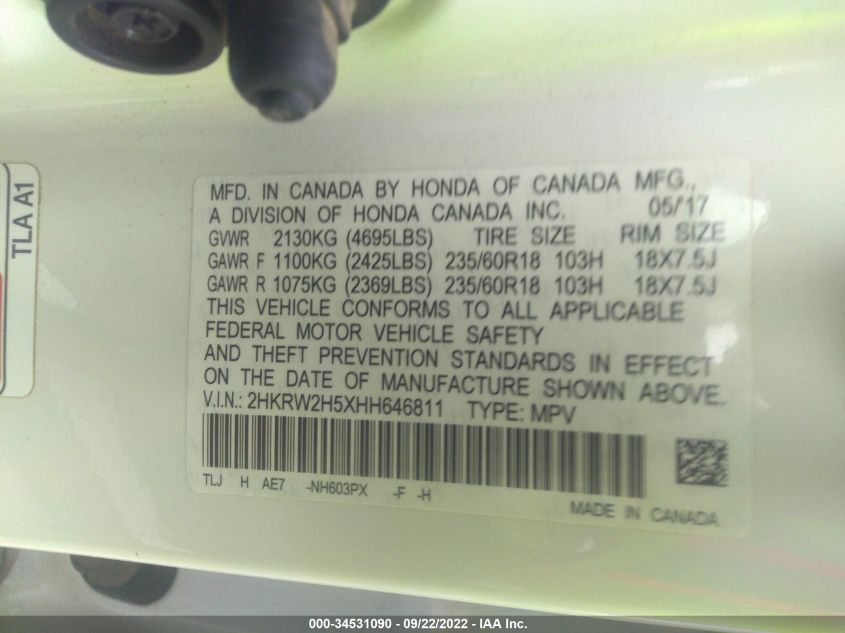 TLA A1
MFD. IN CANADA BY HONDA OF CANADA MFG.,
A DIVISION OF HONDA CANADA INC. 05/'17
GVWR 2130KG (4695LBS) TIRE SIZE RIM SIZE
GAWR F 1100KG (2425LBS) 235/60R18 103H 18X7.5J
GAWR R 1075KG (2369LBS) 235/60R18 103H 18X7.5J
THIS VEHICLE CONFORMS TO ALL APPLICABLE
FEDERAL MOTOR VEHICLE SAFETY
AND THEFT PREVENTION STANDARDS IN EFFECT
ON THE DATE OF MANUFACTURE SHOWN ABOVE.
V.I.N.: 2HKRW2H5XHH646811 TYPE: MPV
TLJ H AE7 -NH603PX -F -H
MADE IN CANADA
000-34531090 - 09/22/2022 - IAA Inc.